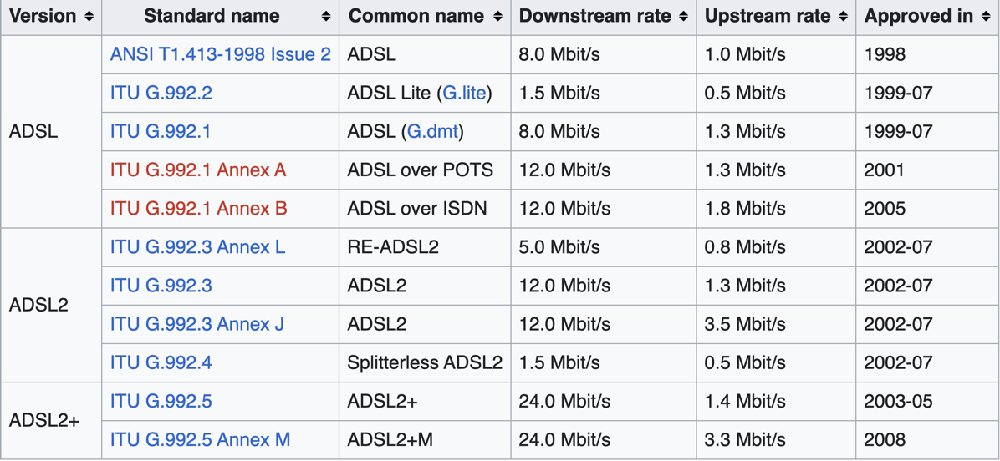 Version Standard name Common name Downstream rate Upstream rate Approved in
ANSI T1.413-1998 Issue 2 ADSL 8.0 Mbit/s 1.0 Mbit/s 1998
ITU G.992.2 ADSL Lite (G.lite) 1.5 Mbit/s 0.5 Mbit/s 1999-07
ADSL ITU G.992.1 ADSL (G.dmt) 8.0 Mbit/s 1.3 Mbit/s 1999-07
ITU G.992.1 Annex A ADSL over POTS 12.0 Mbit/s 1.3 Mbit/s 2001
ITU G.992.1 Annex B ADSL over ISDN 12.0 Mbit/s 1.8 Mbit/s 2005
ITU G.992.3 Annex L RE-ADSL2 5.0 Mbit/s 0.8 Mbit/s 2002-07
ITU G.992.3 ADSL2 12.0 Mbit/s 1.3 Mbit/s 2002-07
ADSL2 ITU G.992.3 Annex J ADSL2 12.0 Mbit/s 3.5 Mbit/s 2002-07
ITU G.992.4 Splitterless ADSL2 1.5 Mbit/s 0.5 Mbit/s 2002-07
ADSL2+ ITU G.992.5 ADSL2+ 24.0 Mbit/s 1.4 Mbit/s 2003-05
ITU G.992.5 Annex M ADSL2+M 24.0 Mbit/s 3.3 Mbit/s 2008